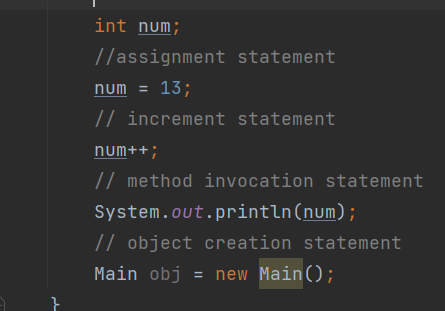 int num;
//assignment statement
num = 13;
// increment statement
num++;
// method invocation statement
System.out.println(num);
// object creation statement
Main obj = new Main();
}